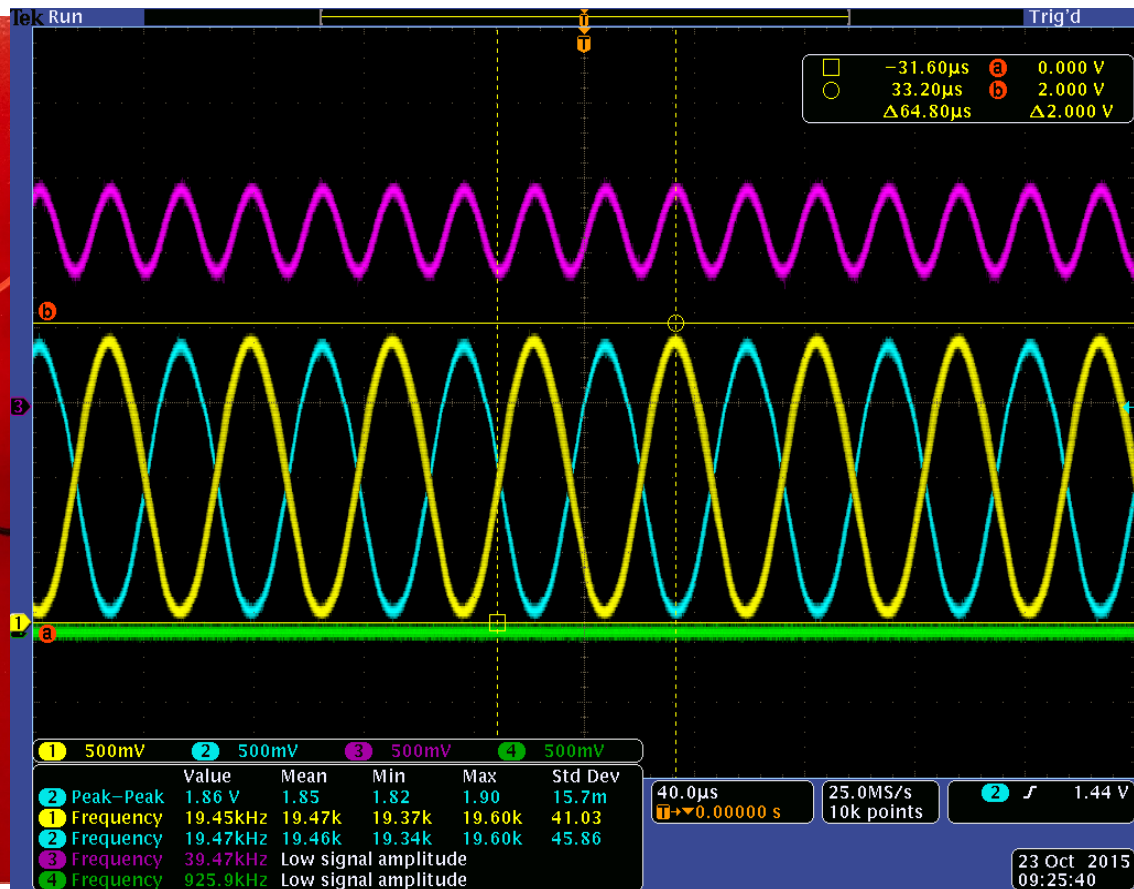 Tek Run Trig'd
T
T
−31.60µs a 0.000 V
33.20µs b 2.000 V
Δ64.80µs Δ2.000 V
b
3
1
a
1 500mV 2 500mV 3 500mV 4 500mV
Value Mean Min Max Std Dev
2 Peak−Peak 1.86 V 1.85 1.82 1.90 15.7m
1 Frequency 19.45kHz 19.47k 19.37k 19.60k 41.03
2 Frequency 19.47kHz 19.46k 19.34k 19.60k 45.86
3 Frequency 39.47kHz Low signal amplitude
4 Frequency 925.9kHz Low signal amplitude
40.0µs
T→▾0.00000 s
25.0MS/s
10k points
2 ʃ 1.44 V
23 Oct 2015
09:25:40